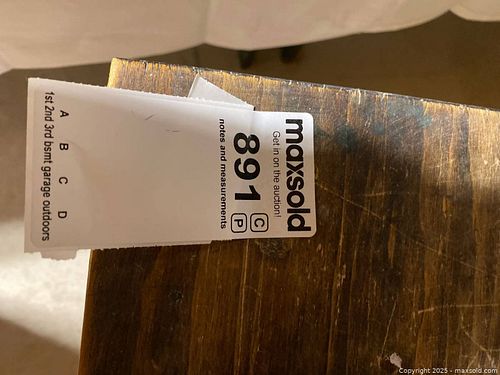 maxsold
Get in on the auction!
891 C P
notes and measurements
A B C D
1st 2nd 3rd bsmt garage outdoors
Copyright 2025 - maxsold.com